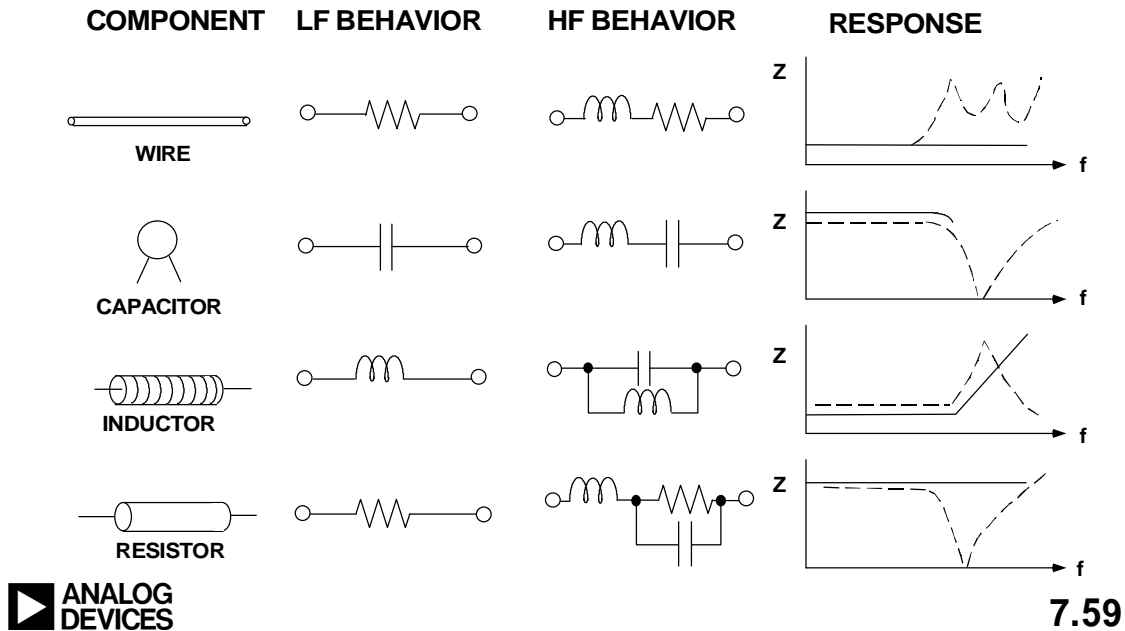 COMPONENT LF BEHAVIOR HF BEHAVIOR RESPONSE
Z
f
WIRE
Z
f
CAPACITOR
Z
f
INDUCTOR
Z
f
RESISTOR
ANALOG
DEVICES
7.59